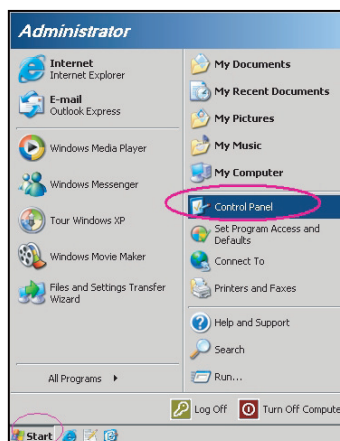 Administrator
Internet
Internet Explorer
E-mail
Outlook Express
Windows Media Player
Windows Messenger
Tour Windows XP
Windows Movie Maker
Files and Settings Transfer
Wizard
All Programs
My Documents
My Recent Documents
My Pictures
My Music
My Computer
Control Panel
Set Program Access and
Defaults
Connect To
Printers and Faxes
Help and Support
Search
Run...
Log Off
Turn Off Compute
Start